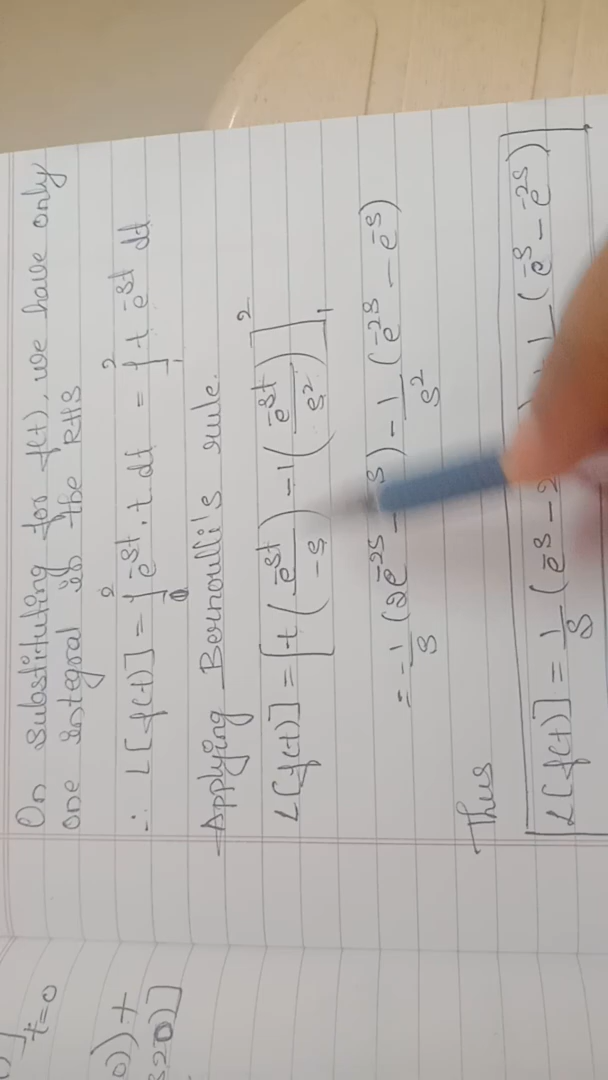 On substituting for f(t), we have only
one integral in the RHS
∴ L[f(t)] = ∫ e^-st . t dt = ∫₁² t e^-st dt
Applying Bernoulli's rule.
L[f(t)] = [t (e^-st / -s) - 1 (e^-st / s²)]₁²
= -1/s (2e^-2s - s) - 1/s² (e^-2s - e^-s)
Thus
L[f(t)] = 1/s (e^-s - 2 1 (e^-s - e^-2s)
t=0
0) +
320)]